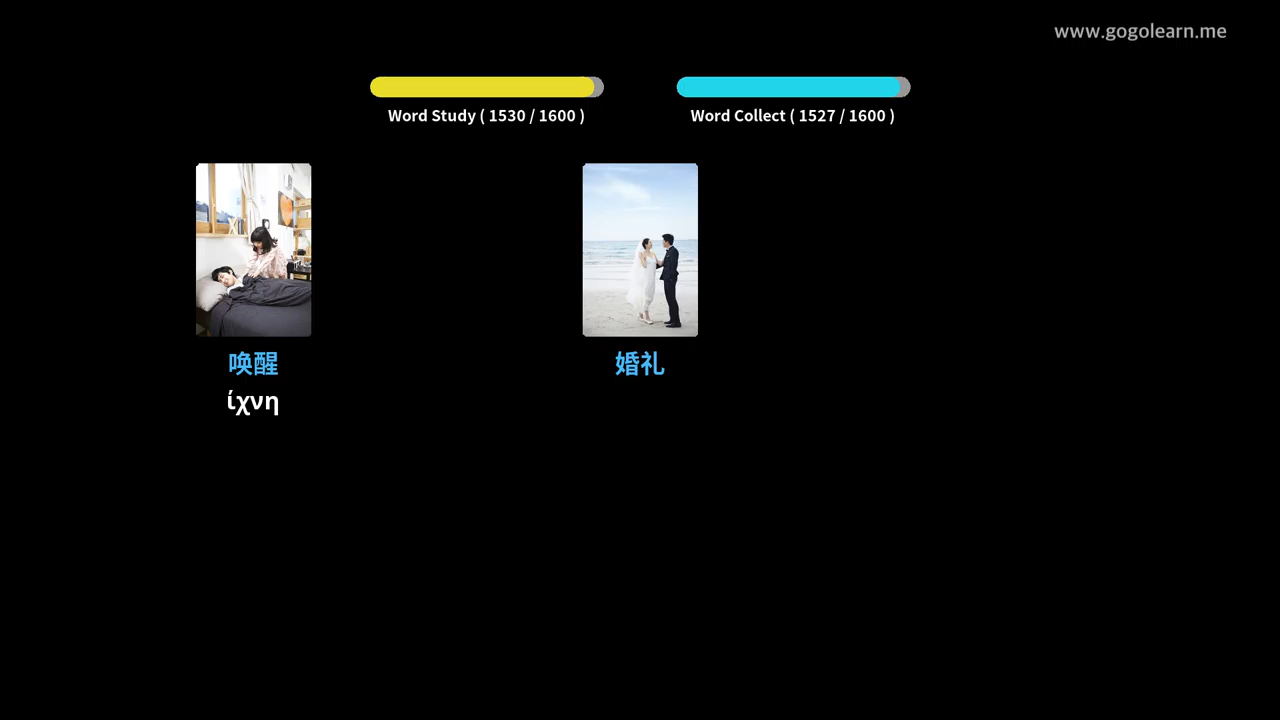 www.gogolearn.me
Word Study ( 1530 / 1600 )
Word Collect ( 1527 / 1600 )
唤醒
婚礼
ίχνη